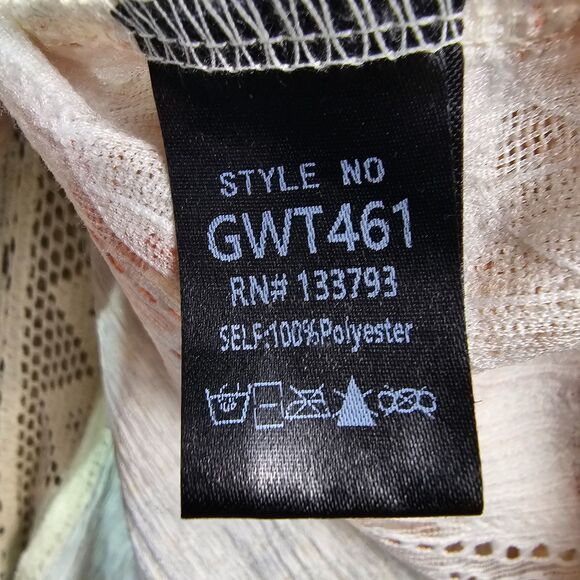 STYLE NO
GWT461
RN# 133793
SELF:100%Polyester